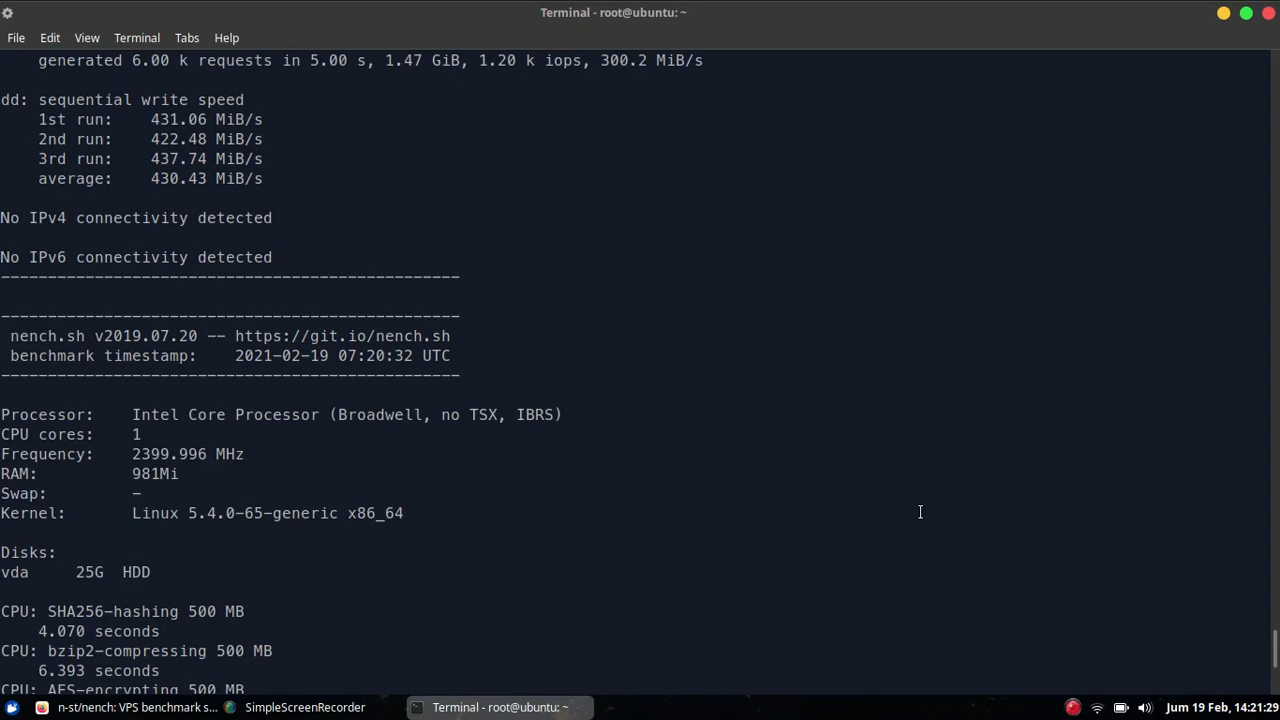 Terminal - root@ubuntu: ~
File Edit View Terminal Tabs Help
generated 6.00 k requests in 5.00 s, 1.47 GiB, 1.20 k iops, 300.2 MiB/s
dd: sequential write speed
1st run: 431.06 MiB/s
2nd run: 422.48 MiB/s
3rd run: 437.74 MiB/s
average: 430.43 MiB/s
No IPv4 connectivity detected
No IPv6 connectivity detected
-------------------------------------------------
-------------------------------------------------
nench.sh v2019.07.20 -- https://git.io/nench.sh
benchmark timestamp: 2021-02-19 07:20:32 UTC
-------------------------------------------------
Processor: Intel Core Processor (Broadwell, no TSX, IBRS)
CPU cores: 1
Frequency: 2399.996 MHz
RAM: 981Mi
Swap: -
Kernel: Linux 5.4.0-65-generic x86_64
Disks:
vda 25G HDD
CPU: SHA256-hashing 500 MB
4.070 seconds
CPU: bzip2-compressing 500 MB
6.393 seconds
CPU: AES-encrypting 500 MB
n-st/nench: VPS benchmark s... SimpleScreenRecorder Terminal - root@ubuntu: ~ Jum 19 Feb, 14:21:29